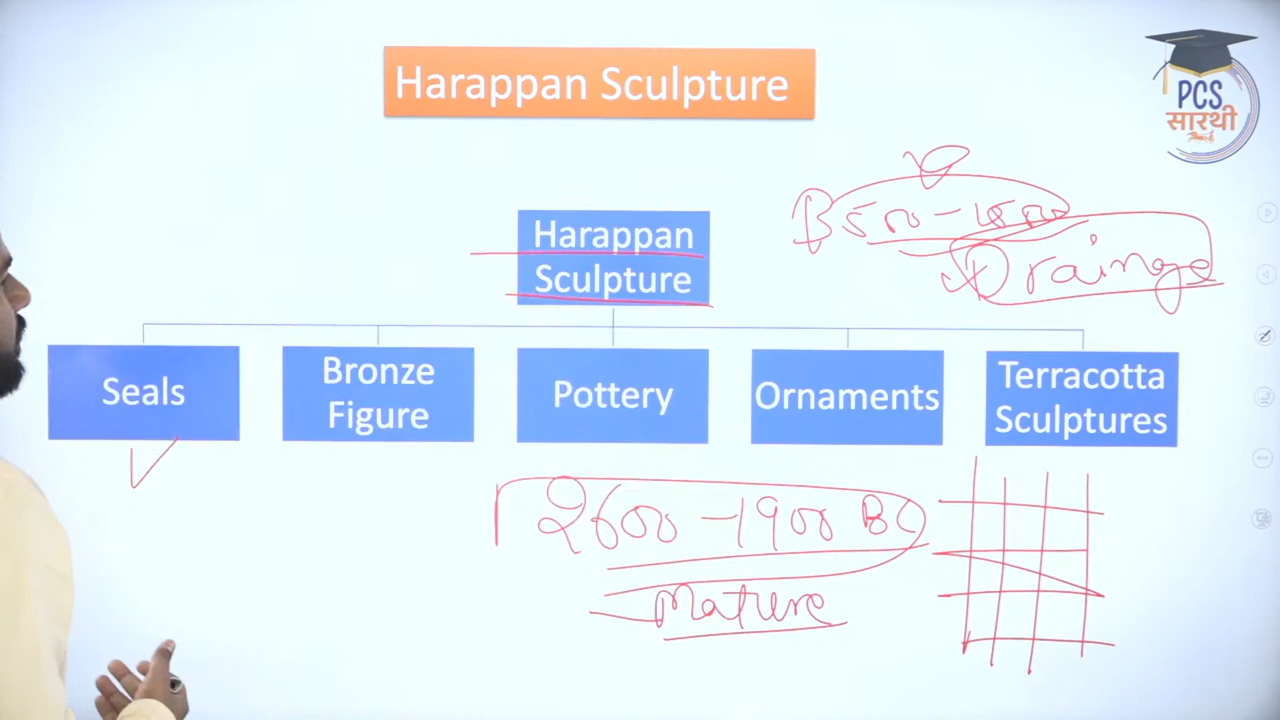 Harappan Sculpture
PCS
सारथी
Harappan
Sculpture
Drainage
Seals
Bronze
Figure
Pottery
Ornaments
Terracotta
Sculptures
2600-1900 BC
Mature